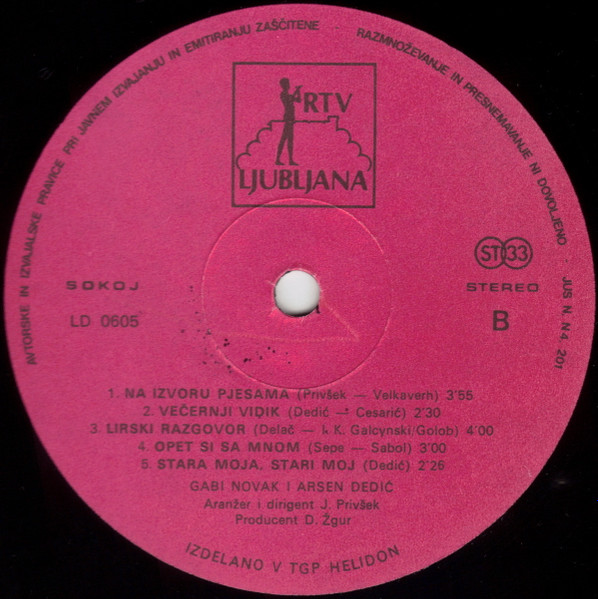 AVTORSKE IN IZVAJALSKE PRAVICE PRI JAVNEM IZVAJANJU IN EMITIRANJU ZAŠČITENE
RAZMNOŽEVANJE IN PRESNEMAVANJE NI DOVOLJENO
JUS N. N4. 201
RTV
LJUBLJANA
SOKOJ
LD 0605
ST 33
STEREO
B
1. NA IZVORU PJESAMA (Privšek — Velkaverh) 3'55
2. VEČERNJI VIDIK (Dedić — Cesarić) 2'30
3. LIRSKI RAZGOVOR (Delač — I. K. Galcynski/Golob) 4'00
4. OPET SI SA MNOM (Sepe — Sabol) 3'00
5. STARA MOJA, STARI MOJ (Dedić) 2'26
GABI NOVAK I ARSEN DEDIĆ
Aranžer i dirigent J. Privšek
Producent D. Žgur
IZDELANO V TGP HELIDON